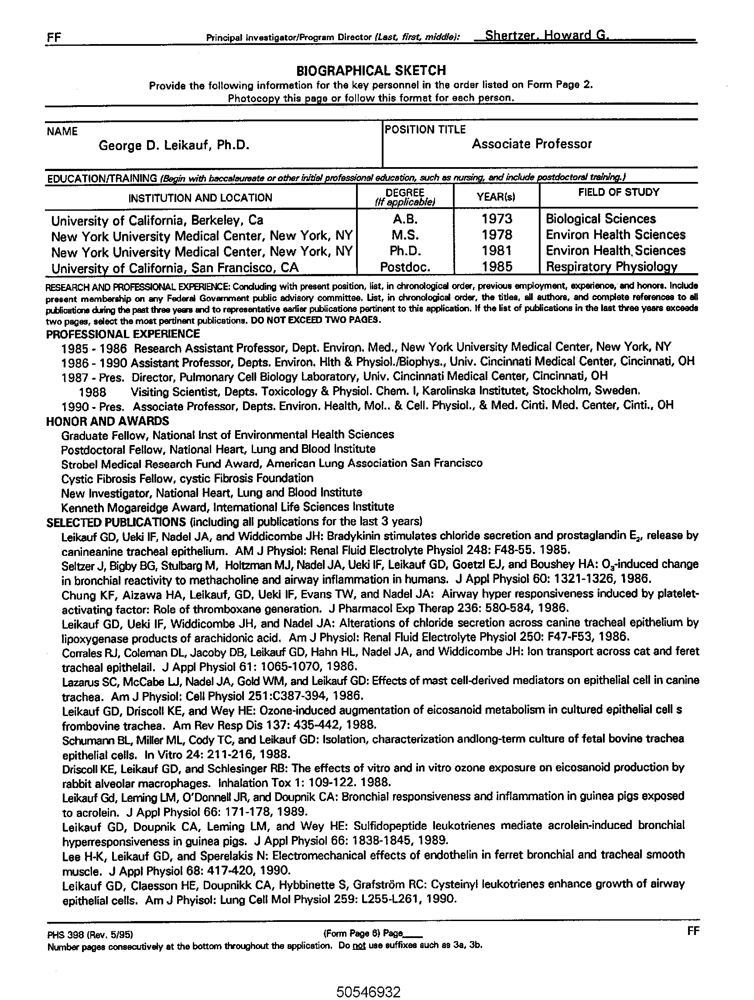 FF Principal Investigator/Program Director (Last, first, middle): Shertzer, Howard G.
BIOGRAPHICAL SKETCH
Provide the following information for the key personnel in the order listed on Form Page 2.
Photocopy this page or follow this format for each person.
NAME POSITION TITLE
George D. Leikauf, Ph.D. Associate Professor
EDUCATION/TRAINING (Begin with baccalaureate or other initial professional education, such as nursing, and include postdoctoral training.)
INSTITUTION AND LOCATION DEGREE (If applicable) YEAR(s) FIELD OF STUDY
University of California, Berkeley, Ca A.B. 1973 Biological Sciences
New York University Medical Center, New York, NY M.S. 1978 Environ Health Sciences
New York University Medical Center, New York, NY Ph.D. 1981 Environ Health Sciences
University of California, San Francisco, CA Postdoc. 1985 Respiratory Physiology
RESEARCH AND PROFESSIONAL EXPERIENCE: Concluding with present position, list, in chronological order, previous employment, experience, and honors. Include
present membership on any Federal Government public advisory committee. List, in chronological order, the titles, all authors, and complete references to all
publications during the past three years and to representative earlier publications pertinent to this application. If the list of publications in the last three years exceeds
two pages, select the most pertinent publications. DO NOT EXCEED TWO PAGES.
PROFESSIONAL EXPERIENCE
1985 - 1986 Research Assistant Professor, Dept. Environ. Med., New York University Medical Center, New York, NY
1986 - 1990 Assistant Professor, Depts. Environ. Hlth & Physiol./Biophys., Univ. Cincinnati Medical Center, Cincinnati, OH
1987 - Pres. Director, Pulmonary Cell Biology Laboratory, Univ. Cincinnati Medical Center, Cincinnati, OH
1988 Visiting Scientist, Depts. Toxicology & Physiol. Chem. I, Karolinska Institutet, Stockholm, Sweden.
1990 - Pres. Associate Professor, Depts. Environ. Health, Mol.. & Cell. Physiol., & Med. Cinti. Med. Center, Cinti., OH
HONOR AND AWARDS
Graduate Fellow, National Inst of Environmental Health Sciences
Postdoctoral Fellow, National Heart, Lung and Blood Institute
Strobel Medical Research Fund Award, American Lung Association San Francisco
Cystic Fibrosis Fellow, cystic Fibrosis Foundation
New Investigator, National Heart, Lung and Blood Institute
Kenneth Mogareidge Award, International Life Sciences Institute
SELECTED PUBLICATIONS (including all publications for the last 3 years)
Leikauf GD, Ueki IF, Nadel JA, and Widdicombe JH: Bradykinin stimulates chloride secretion and prostaglandin E₂, release by
canineanine tracheal epithelium. AM J Physiol: Renal Fluid Electrolyte Physiol 248: F48-55. 1985.
Seltzer J, Bigby BG, Stulbarg M, Holtzman MJ, Nadel JA, Ueki IF, Leikauf GD, Goetzl EJ, and Boushey HA: O₃-induced change
in bronchial reactivity to methacholine and airway inflammation in humans. J Appl Physiol 60: 1321-1326, 1986.
Chung KF, Aizawa HA, Leikauf, GD, Ueki IF, Evans TW, and Nadel JA: Airway hyper responsiveness induced by platelet-
activating factor: Role of thromboxane generation. J Pharmacol Exp Therap 236: 580-584, 1986.
Leikauf GD, Ueki IF, Widdicombe JH, and Nadel JA: Alterations of chloride secretion across canine tracheal epithelium by
lipoxygenase products of arachidonic acid. Am J Physiol: Renal Fluid Electrolyte Physiol 250: F47-F53, 1986.
Corrales RJ, Coleman DL, Jacoby DB, Leikauf GD, Hahn HL, Nadel JA, and Widdicombe JH: Ion transport across cat and feret
tracheal epithelail. J Appl Physiol 61: 1065-1070, 1986.
Lazarus SC, McCabe LJ, Nadel JA, Gold WM, and Leikauf GD: Effects of mast cell-derived mediators on epithelial cell in canine
trachea. Am J Physiol: Cell Physiol 251:C387-394, 1986.
Leikauf GD, Driscoll KE, and Wey HE: Ozone-induced augmentation of eicosanoid metabolism in cultured epithelial cell s
frombovine trachea. Am Rev Resp Dis 137: 435-442, 1988.
Schumann BL, Miller ML, Cody TC, and Leikauf GD: Isolation, characterization andlong-term culture of fetal bovine trachea
epithelial cells. In Vitro 24: 211-216, 1988.
Driscoll KE, Leikauf GD, and Schlesinger RB: The effects of vitro and in vitro ozone exposure on eicosanoid production by
rabbit alveolar macrophages. Inhalation Tox 1: 109-122. 1988.
Leikauf Gd, Leming LM, O'Donnell JR, and Doupnik CA: Bronchial responsiveness and inflammation in guinea pigs exposed
to acrolein. J Appl Physiol 66: 171-178, 1989.
Leikauf GD, Doupnik CA, Leming LM, and Wey HE: Sulfidopeptide leukotrienes mediate acrolein-induced bronchial
hyperresponsiveness in guinea pigs. J Appl Physiol 66: 1838-1845, 1989.
Lee H-K, Leikauf GD, and Sperelakis N: Electromechanical effects of endothelin in ferret bronchial and tracheal smooth
muscle. J Appl Physiol 68: 417-420, 1990.
Leikauf GD, Claesson HE, Doupnikk CA, Hybbinette S, Grafström RC: Cysteinyl leukotrienes enhance growth of airway
epithelial cells. Am J Phyisol: Lung Cell Mol Physiol 259: L255-L261, 1990.
PHS 398 (Rev. 5/95) (Form Page 6) Page____ FF
Number pages consecutively at the bottom throughout the application. Do not use suffixes such as 3a, 3b.
50546932